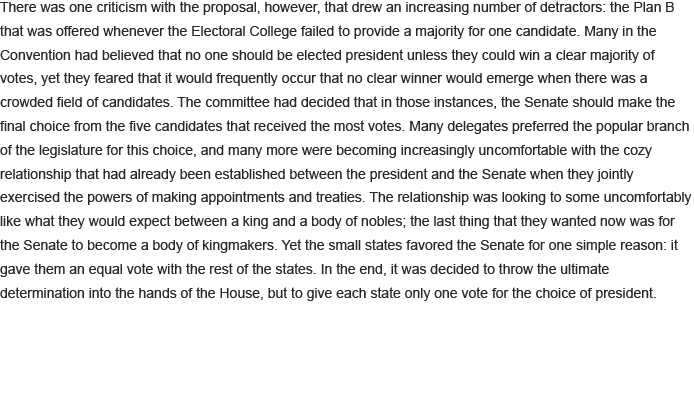 There was one criticism with the proposal, however, that drew an increasing number of detractors: the Plan B
that was offered whenever the Electoral College failed to provide a majority for one candidate. Many in the
Convention had believed that no one should be elected president unless they could win a clear majority of
votes, yet they feared that it would frequently occur that no clear winner would emerge when there was a
crowded field of candidates. The committee had decided that in those instances, the Senate should make the
final choice from the five candidates that received the most votes. Many delegates preferred the popular branch
of the legislature for this choice, and many more were becoming increasingly uncomfortable with the cozy
relationship that had already been established between the president and the Senate when they jointly
exercised the powers of making appointments and treaties. The relationship was looking to some uncomfortably
like what they would expect between a king and a body of nobles; the last thing that they wanted now was for
the Senate to become a body of kingmakers. Yet the small states favored the Senate for one simple reason: it
gave them an equal vote with the rest of the states. In the end, it was decided to throw the ultimate
determination into the hands of the House, but to give each state only one vote for the choice of president.